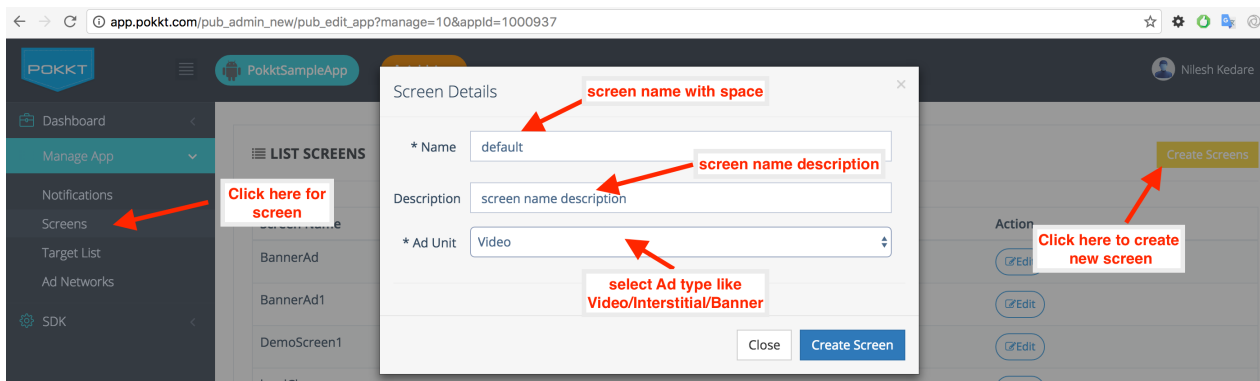 app.pokkt.com/pub_admin_new/pub_edit_app?manage=10&appId=1000937
POKKT
PokktSampleApp
Nilesh Kedare
Dashboard
Manage App
Notifications
Screens
Target List
Ad Networks
SDK
Click here for
screen
LIST SCREENS
Create Screens
Screen Name
Action
BannerAd
Edit
BannerAd1
Edit
DemoScreen1
Edit
Click here to create
new screen
Screen Details
×
screen name with space
* Name
default
screen name description
Description
screen name description
* Ad Unit
Video
select Ad type like
Video/Interstitial/Banner
Close
Create Screen